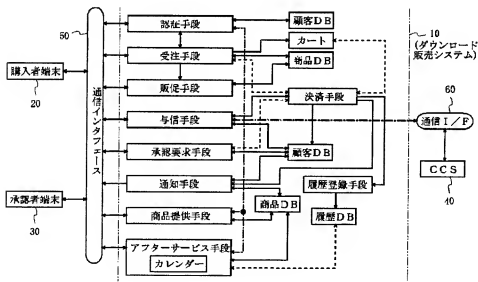 50
認証手段
顧客DB
10
(ダウンロード
販売システム)
受注手段
カート
商品DB
購入者端末
20
販促手段
決済手段
通信インタフェース
与信手段
60
通信I/F
承認要求手段
顧客DB
CCS
40
通知手段
履歴登録手段
承認者端末
30
商品提供手段
商品DB
履歴DB
アフターサービス手段
カレンダー